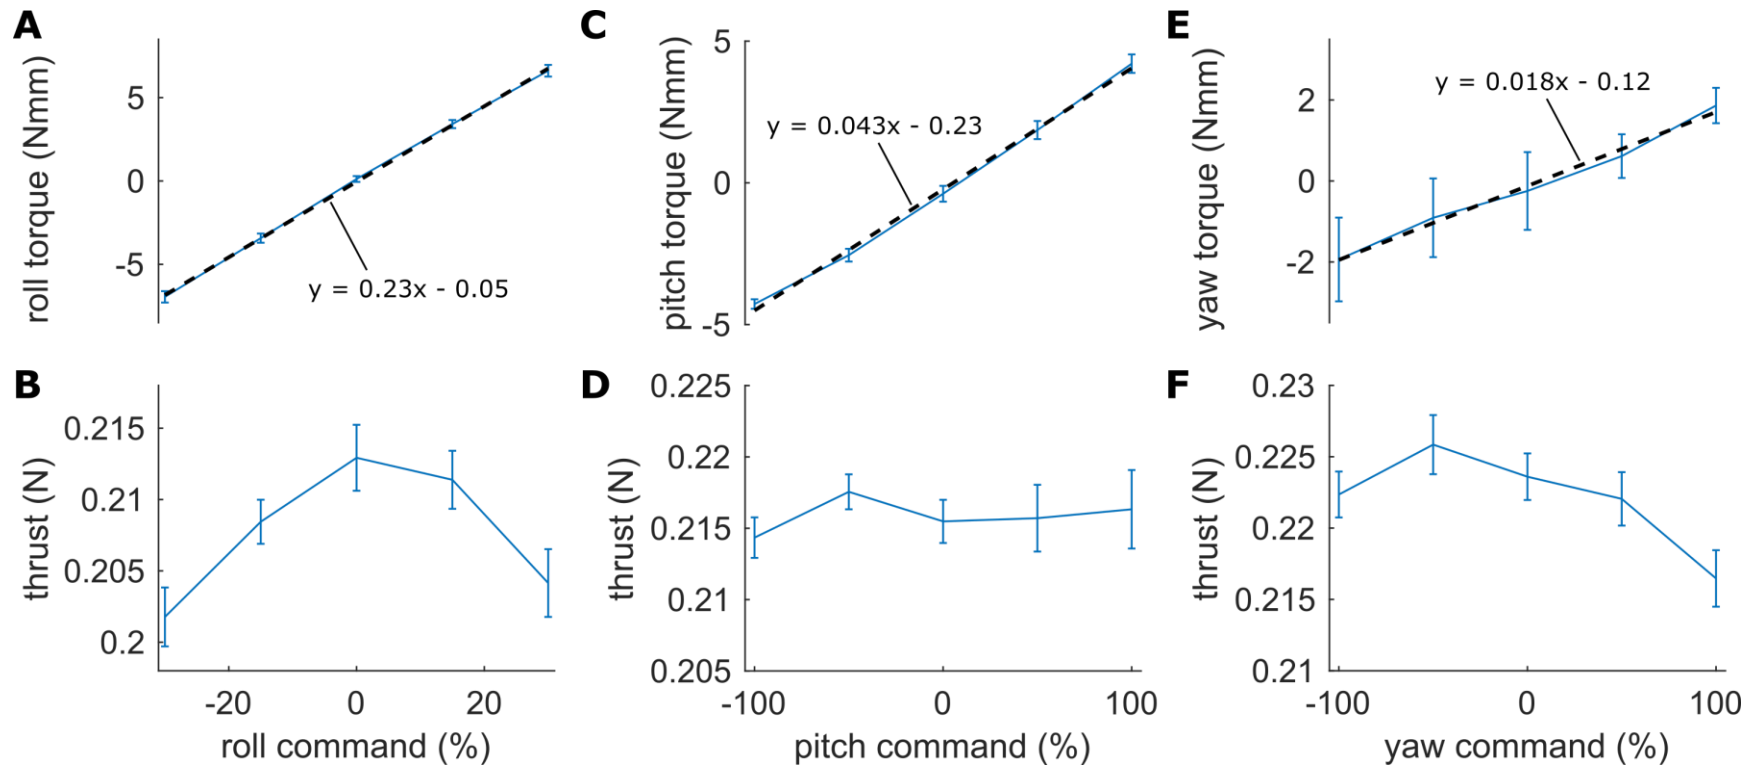 A
roll torque (Nmm)
5
0
-5
y = 0.23x - 0.05
C
pitch torque (Nmm)
5
0
-5
y = 0.043x - 0.23
E
yaw torque (Nmm)
2
0
-2
y = 0.018x - 0.12
B
thrust (N)
0.215
0.21
0.205
0.2
-20 0 20
roll command (%)
D
thrust (N)
0.225
0.22
0.215
0.21
0.205
-100 0 100
pitch command (%)
F
thrust (N)
0.23
0.225
0.22
0.215
0.21
-100 0 100
yaw command (%)